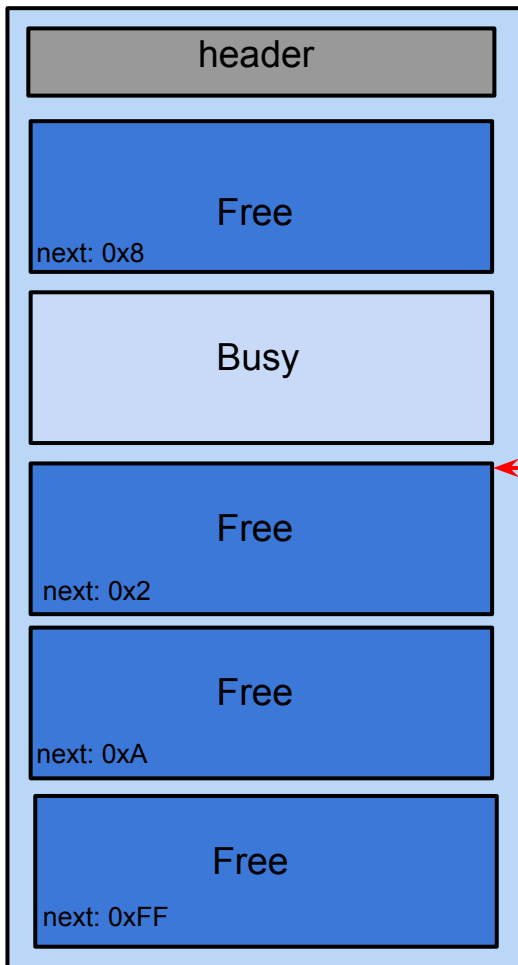 header
Free
next: 0x8
Busy
Free
next: 0x2
Free
next: 0xA
Free
next: 0xFF